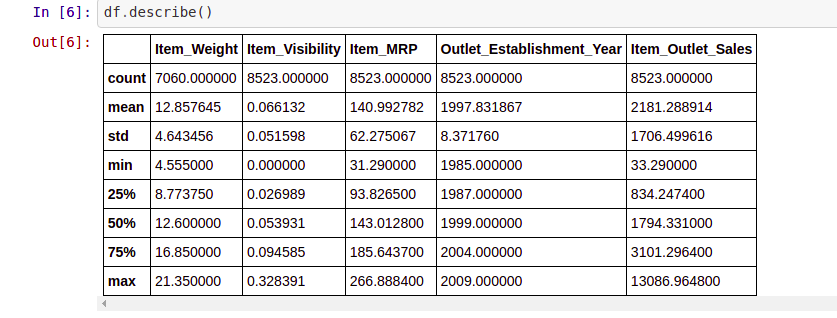 In [6]: df.describe()
Out[6]:
Item_Weight Item_Visibility Item_MRP Outlet_Establishment_Year Item_Outlet_Sales
count 7060.000000 8523.000000 8523.000000 8523.000000 8523.000000
mean 12.857645 0.066132 140.992782 1997.831867 2181.288914
std 4.643456 0.051598 62.275067 8.371760 1706.499616
min 4.555000 0.000000 31.290000 1985.000000 33.290000
25% 8.773750 0.026989 93.826500 1987.000000 834.247400
50% 12.600000 0.053931 143.012800 1999.000000 1794.331000
75% 16.850000 0.094585 185.643700 2004.000000 3101.296400
max 21.350000 0.328391 266.888400 2009.000000 13086.964800